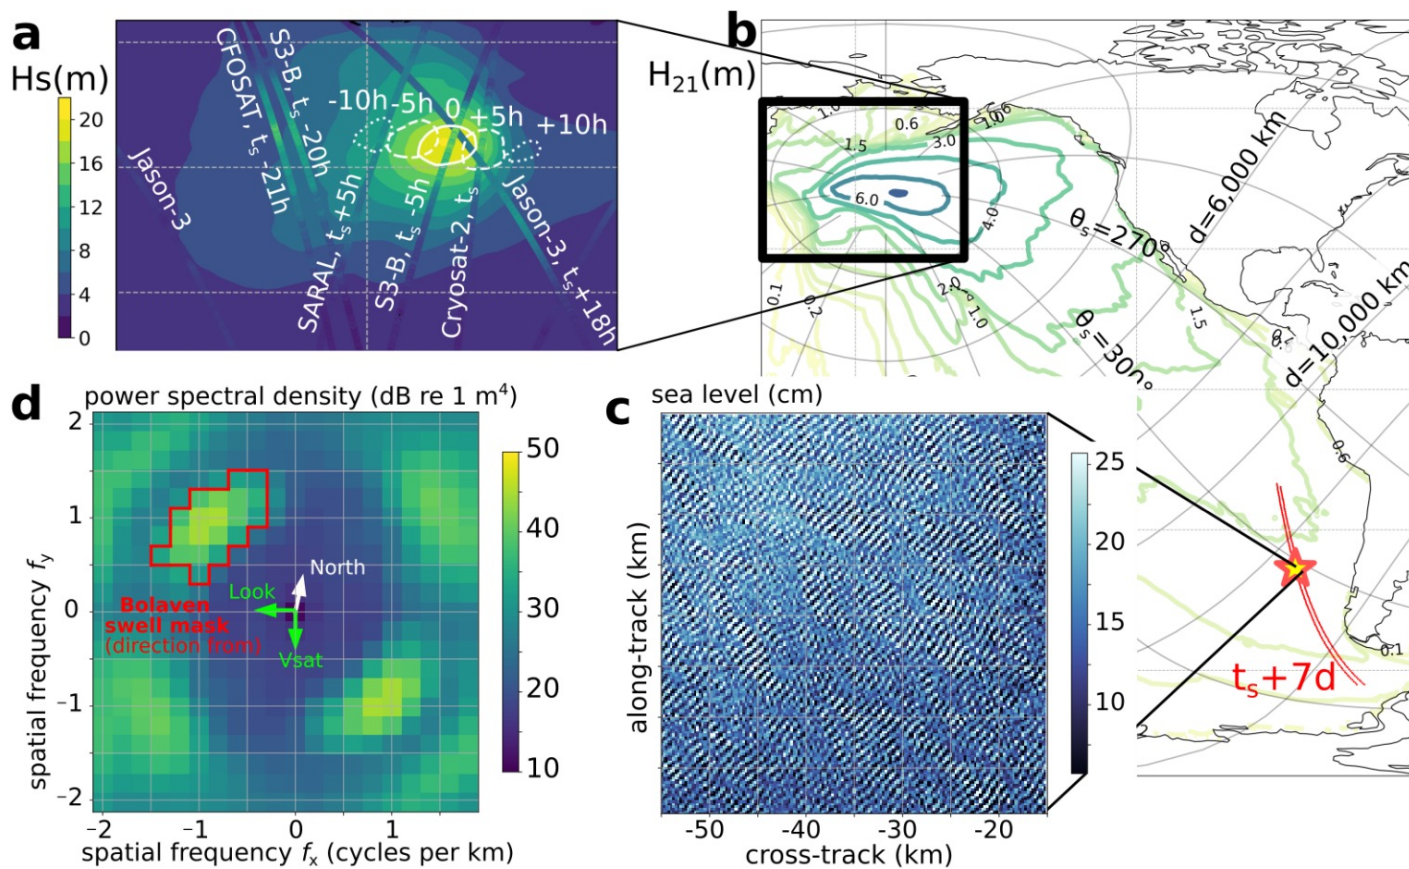 a
Hs(m)
20
16
12
8
4
0
CFOSAT, tₛ -21h
S3-B, tₛ -20h
Jason-3
-10h
-5h
0
+5h
+10h
SARAL, tₛ+5h
S3-B, tₛ -5h
Cryosat-2, tₛ
Jason-3, tₛ+18h
b
H₂₁(m)
1.0
0.6
1.0
1.5
3.0
6.0
4.0
0.1
0.2
2.0
1.0
1.5
0.6
0.1
θₛ=270°
θₛ=300°
d=6,000 km
d=10,000 km
tₛ+7d
d
power spectral density (dB re 1 m⁴)
2
1
0
−1
−2
−2
−1
0
1
spatial frequency f_y
spatial frequency fₓ (cycles per km)
50
40
30
20
10
North
Look
Vsat
Bolaven
swell mask
(direction from)
c
sea level (cm)
along-track (km)
-50
-40
-30
-20
cross-track (km)
25
20
15
10